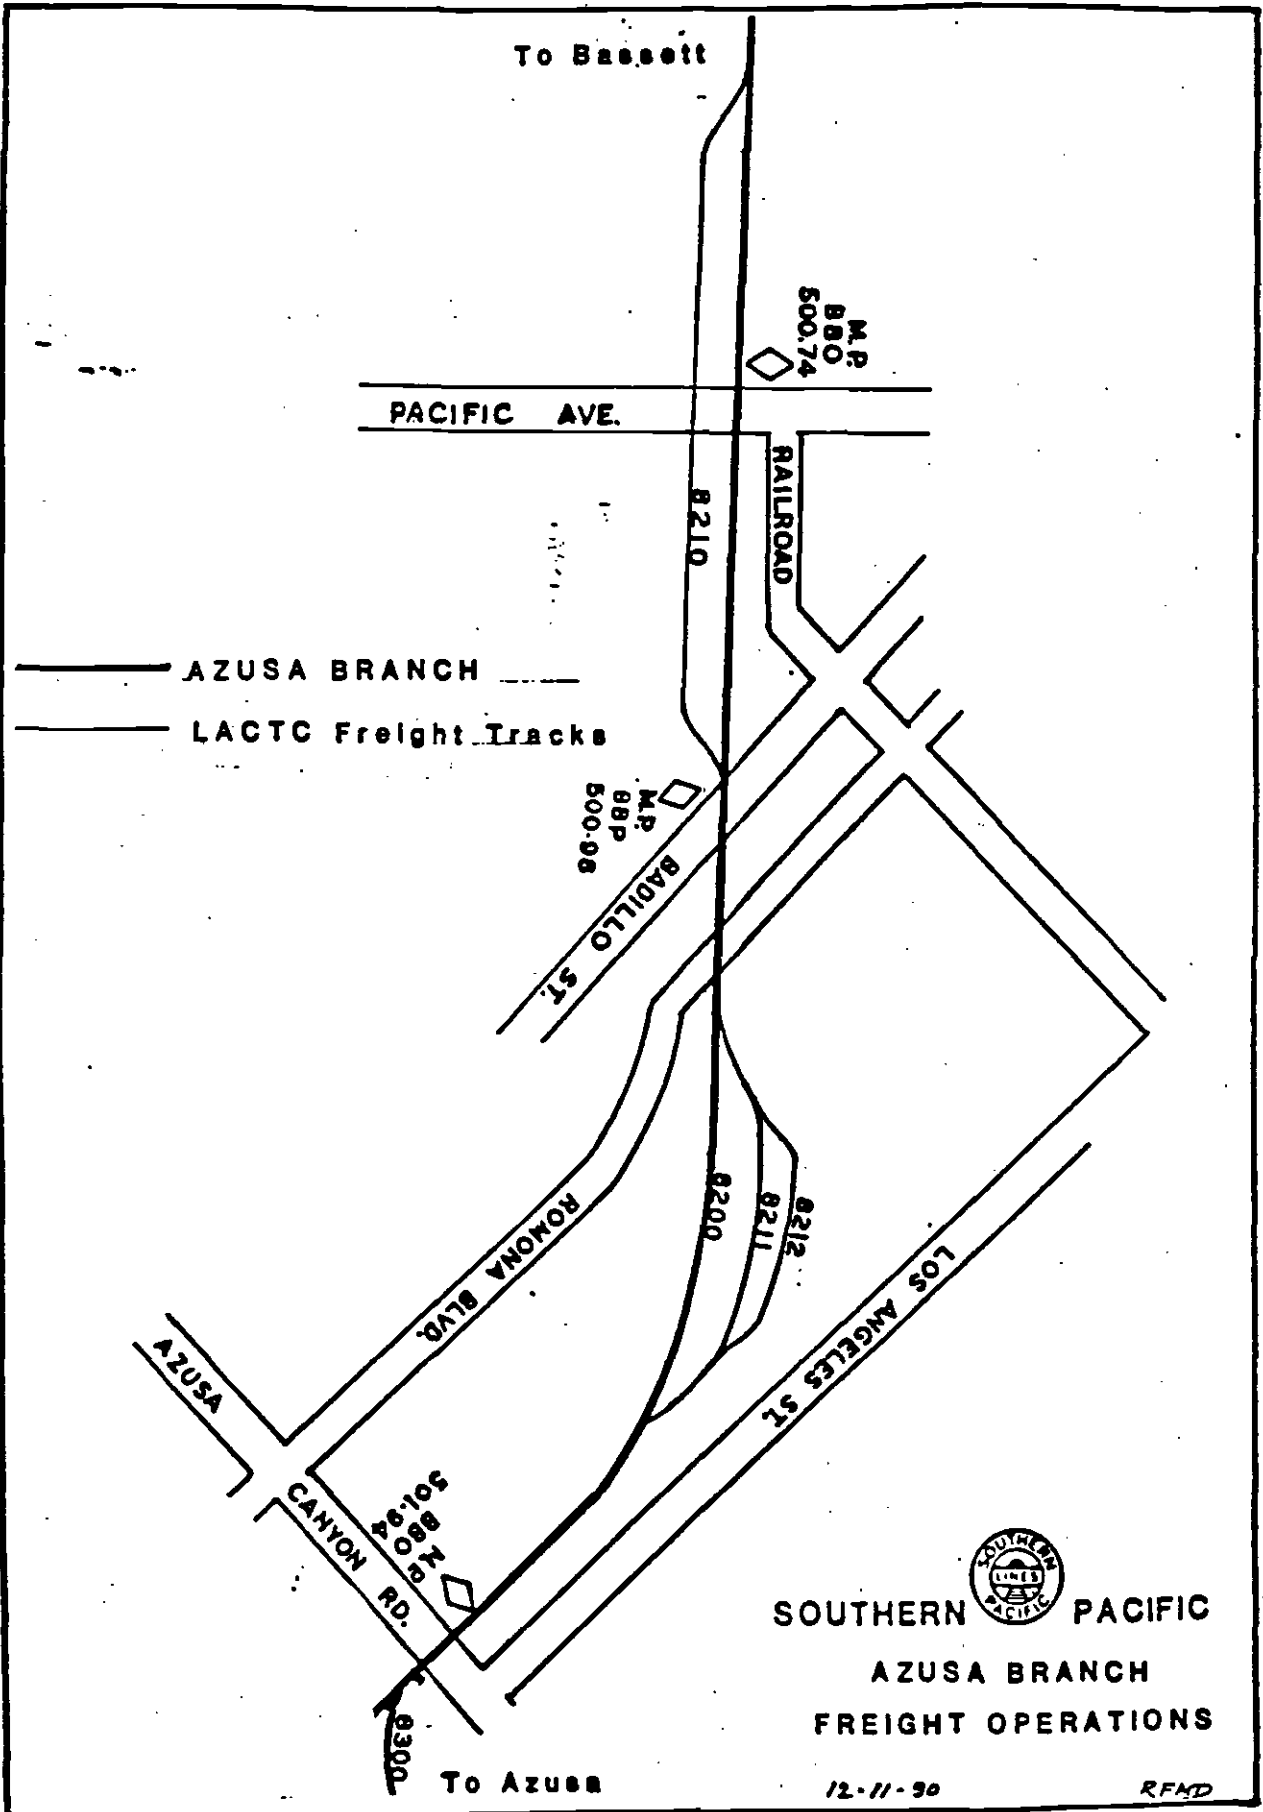 To Bassett
M.P.
BBO
500.74
PACIFIC AVE.
RAILROAD
8210
AZUSA BRANCH
LACTC Freight Tracks
M.P.
BBP
500.98
BADILLO ST.
8200
8211
8212
ROMONA BLVD.
LOS ANGELES ST.
AZUSA
CANYON RD.
M.P.
BBO
501.94
SOUTHERN
LINES
PACIFIC
SOUTHERN PACIFIC
AZUSA BRANCH
FREIGHT OPERATIONS
8300
To Azusa
12-11-90
RFMD